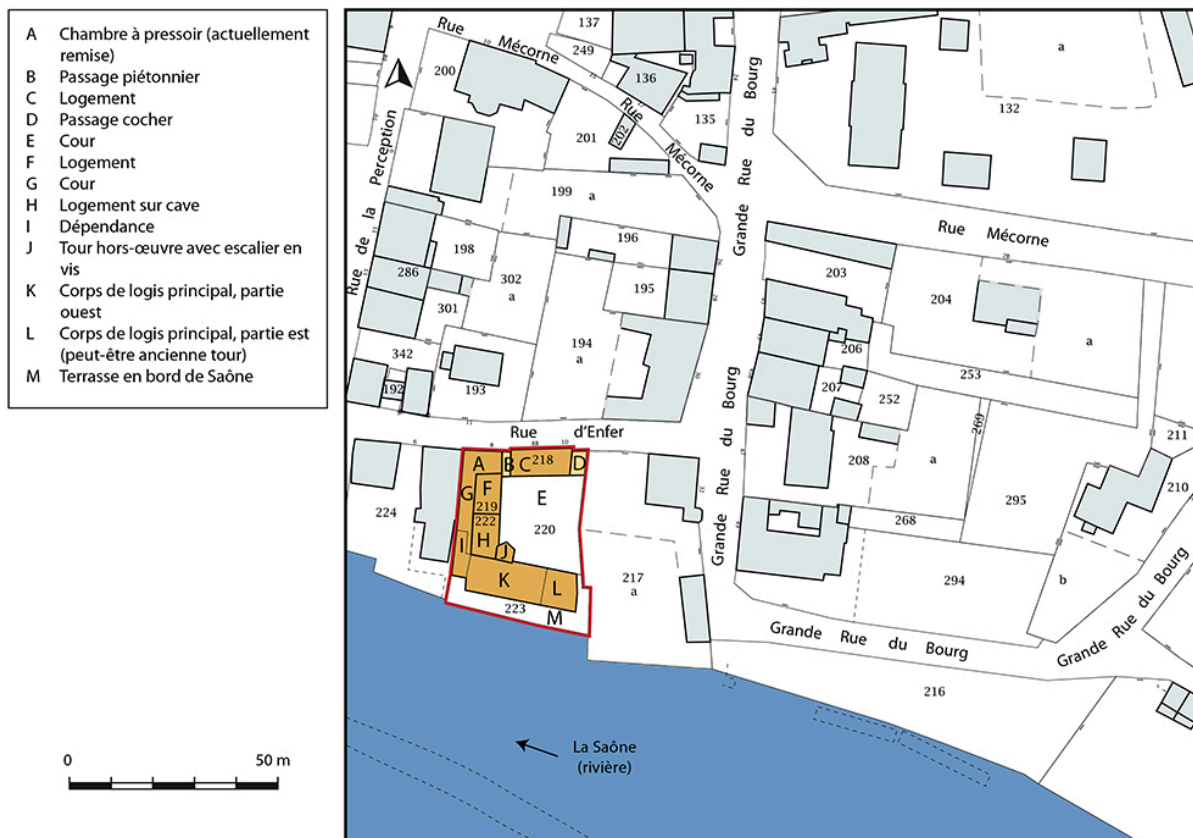 A Chambre à pressoir (actuellement
remise)
B Passage piétonnier
C Logement
D Passage cocher
E Cour
F Logement
G Cour
H Logement sur cave
I Dépendance
J Tour hors-œuvre avec escalier en
vis
K Corps de logis principal, partie
ouest
L Corps de logis principal, partie est
(peut-être ancienne tour)
M Terrasse en bord de Saône
0 50 m
Rue Mécorne
137
249
136
200
201
202
135
Rue Mécorne
Grande Rue du Bourg
a
132
Rue de la Perception
199
a
196
198
302
a
286
195
301
Rue Mécorne
203
204
a
342
194
a
192
193
206
207
253
252
Grande Rue du Bourg
Rue d'Enfer
269
211
208
a
210
A
B
C
218
D
G
F
219
E
220
222
H
I
J
K
L
223
M
224
217
a
Grande Rue du Bourg
268
295
294
b
Grande Rue du Bourg
Grande Rue du Bourg
216
La Saône
(rivière)